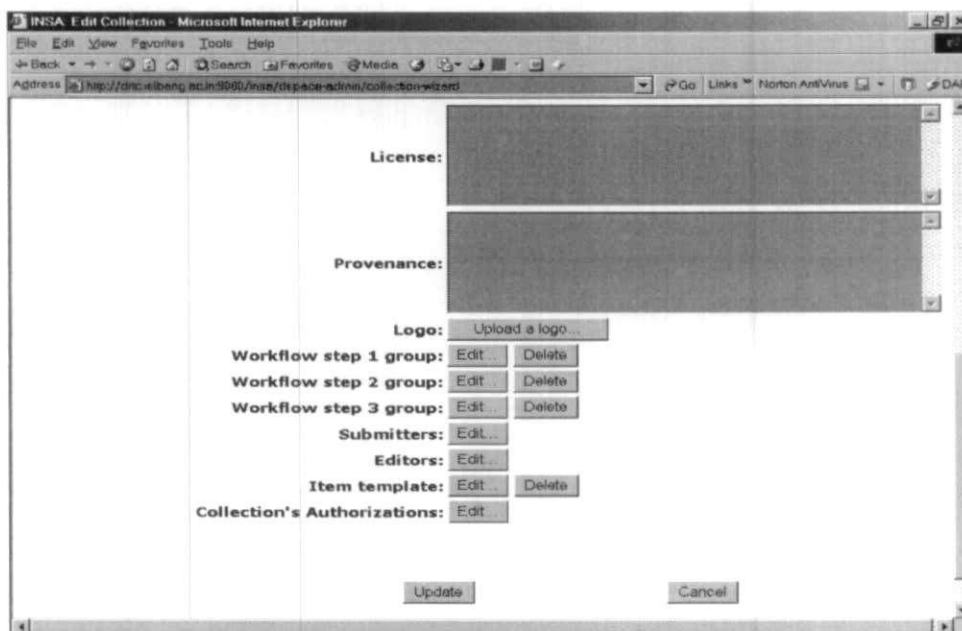 INSA: Edit Collection - Microsoft Internet Explorer
File Edit View Favorites Tools Help
Back Search Favorites Media
Address Go Links » Norton AntiVirus DAP
License:
Provenance:
Logo: Upload a logo...
Workflow step 1 group: Edit... Delete
Workflow step 2 group: Edit... Delete
Workflow step 3 group: Edit... Delete
Submitters: Edit...
Editors: Edit...
Item template: Edit... Delete
Collection's Authorizations: Edit...
Update Cancel